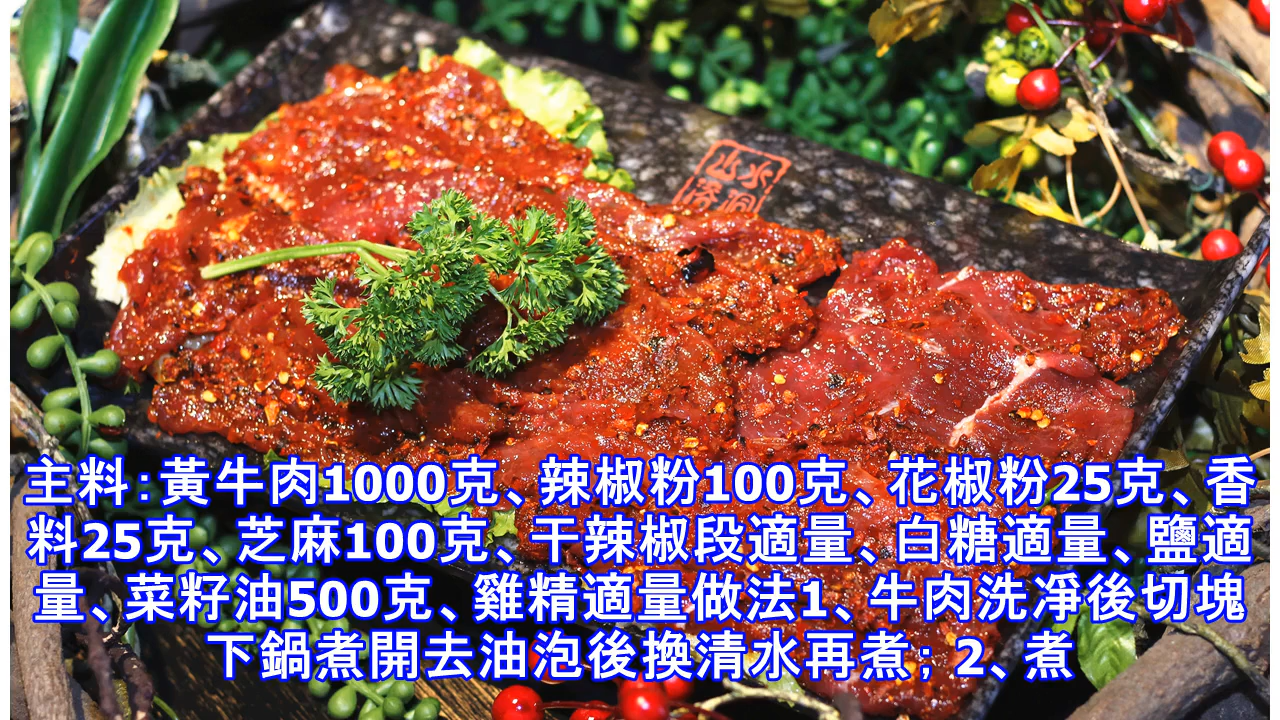 山水
濟洞
主料：黃牛肉1000克、辣椒粉100克、花椒粉25克、香
料25克、芝麻100克、干辣椒段適量、白糖適量、鹽適
量、菜籽油500克、雞精適量做法1、牛肉洗凈後切塊
下鍋煮開去油泡後換清水再煮；2、煮